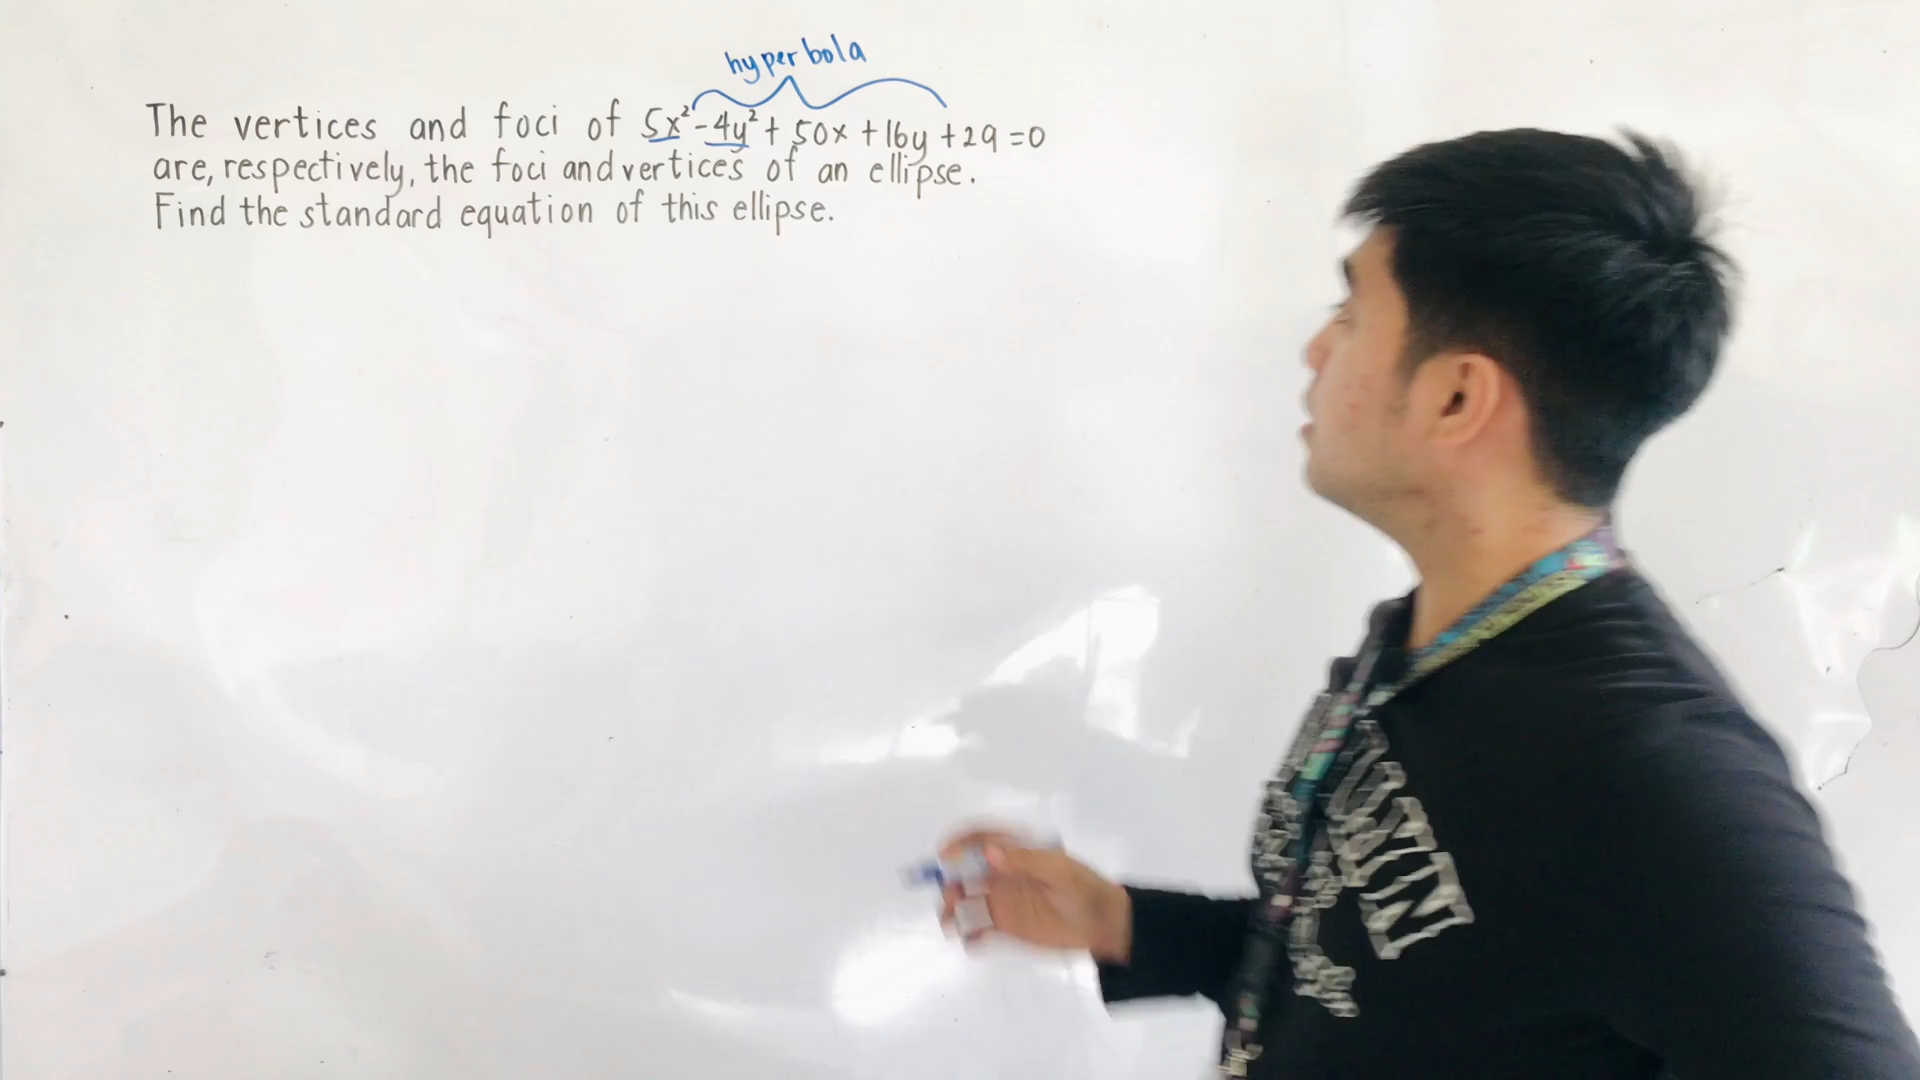 hyperbola
The vertices and foci of 5x²-4y²+50x+16y+29=0
are, respectively, the foci and vertices of an ellipse.
Find the standard equation of this ellipse.